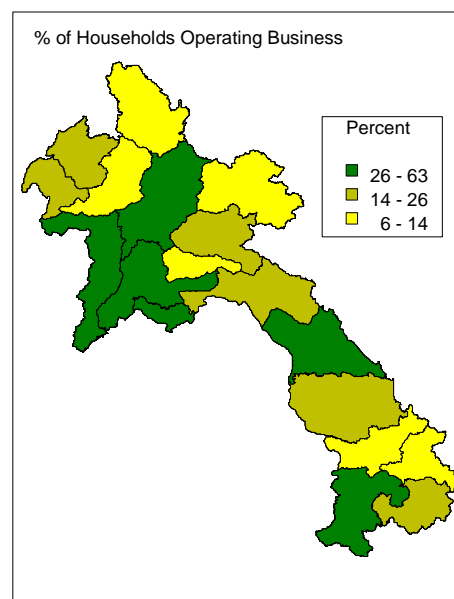 % of Households Operating Business
Percent
26 - 63
14 - 26
6 - 14